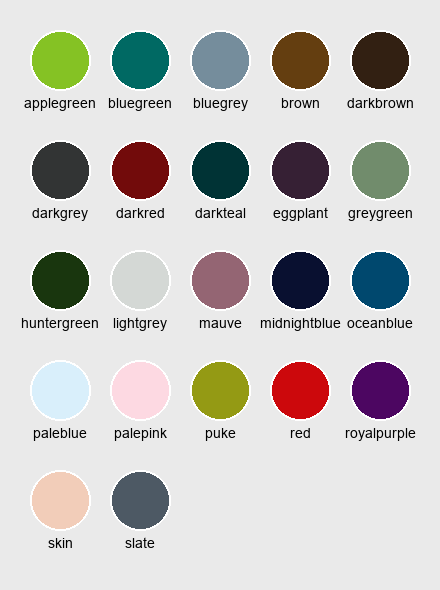 applegreen bluegreen bluegrey brown darkbrown
darkgrey darkred darkteal eggplant greygreen
huntergreen lightgrey mauve midnightblue oceanblue
paleblue palepink puke red royalpurple
skin slate